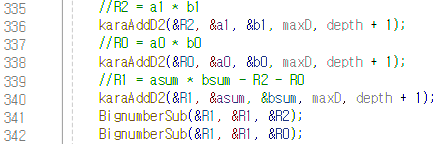 335 //R2 = a1 * b1
336 karaAddD2(&R2, &a1, &b1, maxD, depth + 1);
337 //R0 = a0 * b0
338 karaAddD2(&R0, &a0, &b0, maxD, depth + 1);
339 //R1 = asum * bsum - R2 - R0
340 karaAddD2(&R1, &asum, &bsum, maxD, depth + 1);
341 BignumberSub(&R1, &R1, &R2);
342 BignumberSub(&R1, &R1, &R0);